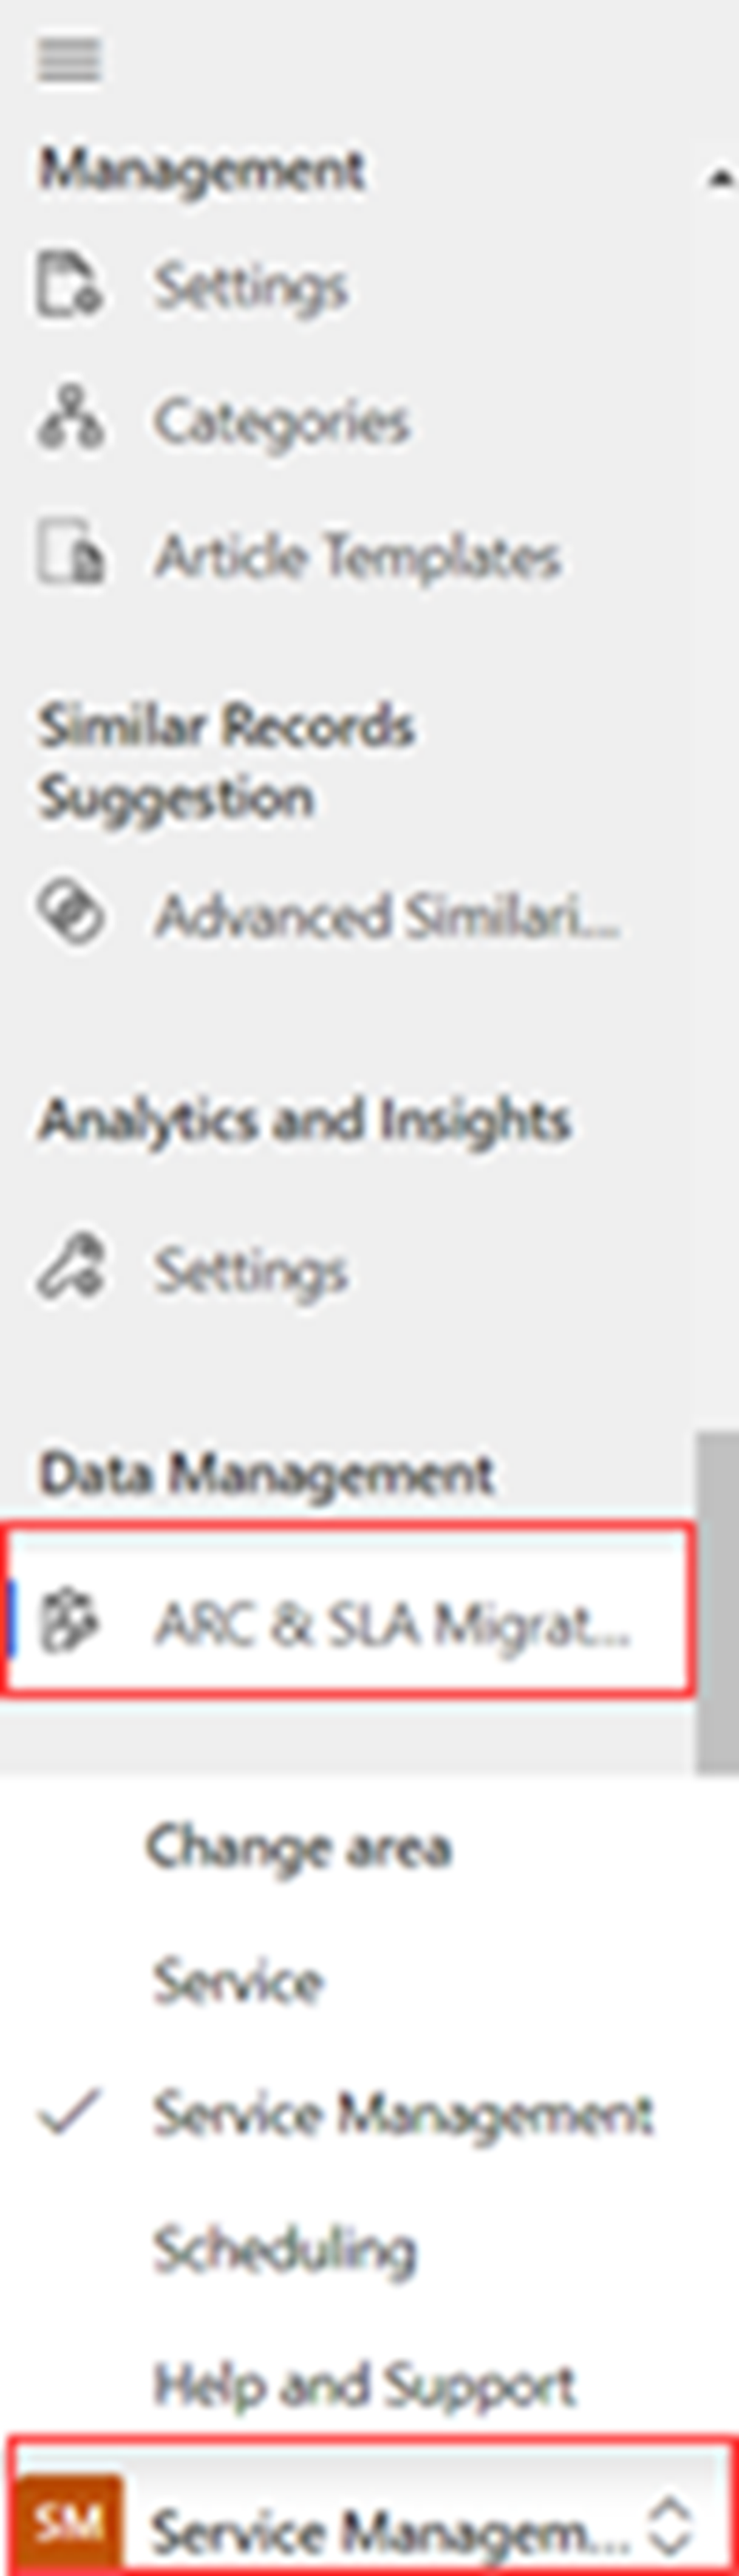 Management
Settings
Categories
Article Templates
Similar Records
Suggestion
Advanced Similari...
Analytics and Insights
Settings
Data Management
ARC & SLA Migrat...
Change area
Service
Service Management
Scheduling
Help and Support
SM Service Managem...